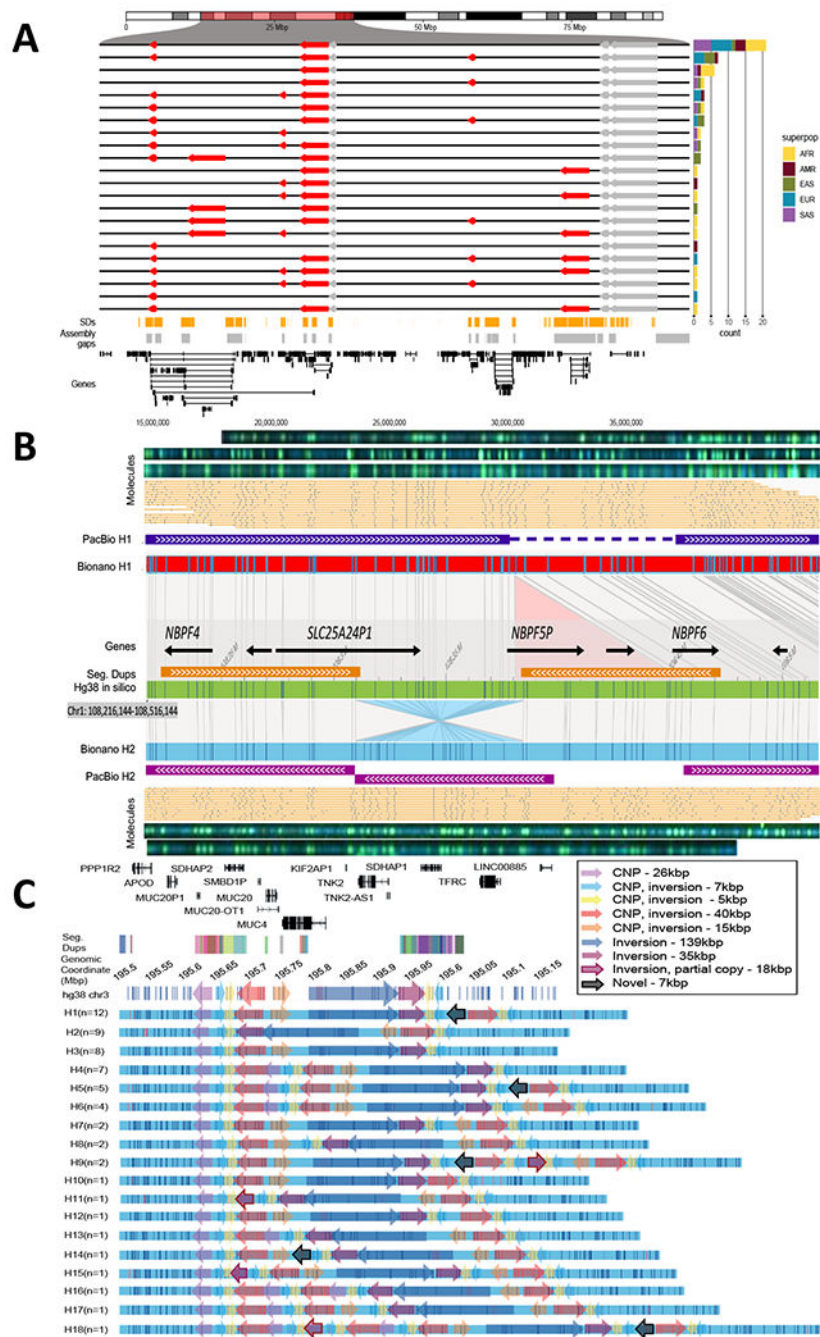 A
25 Mbp
50 Mbp
75 Mbp
superpop
AFR
AMR
EAS
EUR
SAS
0 5 10 15 20
count
SDs
Assembly
gaps
Genes
B
15,000,000 20,000,000 25,000,000 30,000,000 35,000,000
Molecules
PacBio H1
Bionano H1
NBPF4 SLC25A24P1 NBPF5P NBPF6
Genes
Seg. Dups
Hg38 in silico
Chr1: 108,216,144-108,516,144
Bionano H2
PacBio H2
Molecules
C
PPP1R2 SDHAP2 KIF2AP1 SDHAP1 LINC00885
APOD SMBD1P TNK2 TFRC
MUC20P1 MUC20 TNK2-AS1
MUC20-OT1
MUC4
CNP - 26kbp
CNP, inversion - 7kbp
CNP, inversion - 5kbp
CNP, inversion - 40kbp
CNP, inversion - 15kbp
Inversion - 139kbp
Inversion - 35kbp
Inversion, partial copy - 18kbp
Novel - 7kbp
Seg.
Dups
Genomic
Coordinate
(Mbp)
195.5 195.55 195.6 195.65 195.7 195.75 195.8 195.85 195.9 195.95 195.6 195.05 195.1 195.15
hg38 chr3
H1(n=12)
H2(n=9)
H3(n=8)
H4(n=7)
H5(n=5)
H6(n=4)
H7(n=2)
H8(n=2)
H9(n=2)
H10(n=1)
H11(n=1)
H12(n=1)
H13(n=1)
H14(n=1)
H15(n=1)
H16(n=1)
H17(n=1)
H18(n=1)